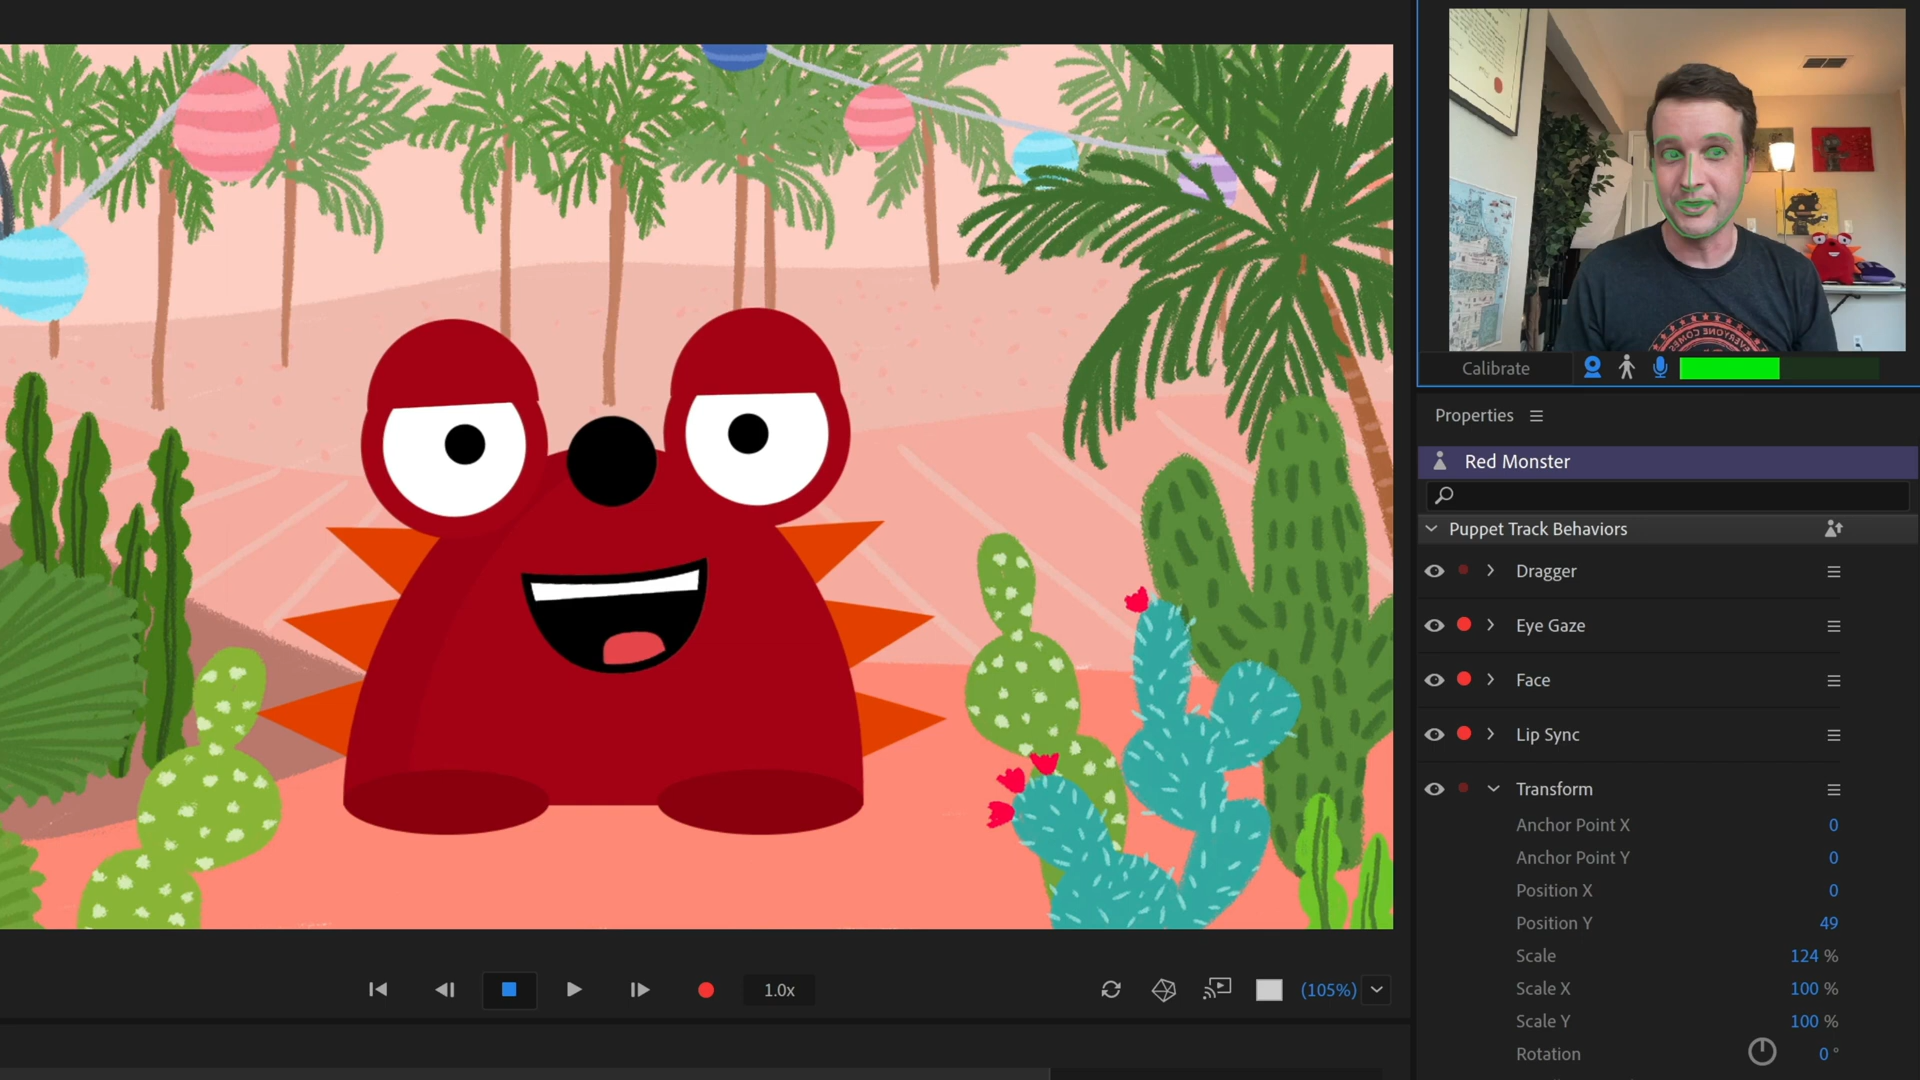 Calibrate
Properties
Red Monster
Puppet Track Behaviors
Dragger
Eye Gaze
Face
Lip Sync
Transform
Anchor Point X 0
Anchor Point Y 0
Position X 0
Position Y 49
Scale 124 %
Scale X 100 %
Scale Y 100 %
Rotation 0 °
1.0x
(105%)